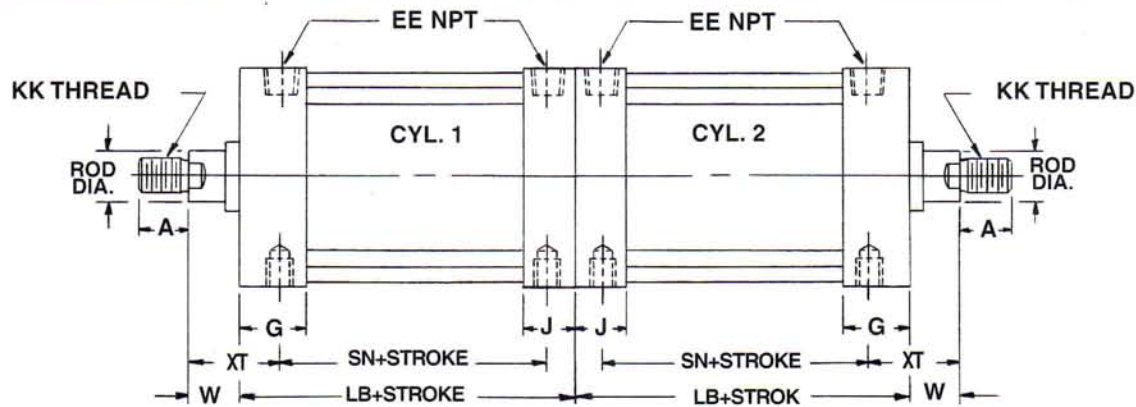 EE NPT EE NPT
KK THREAD KK THREAD
CYL. 1 CYL. 2
ROD DIA. ROD DIA.
A A
G J J G
XT SN+STROKE SN+STROKE XT
W LB+STROKE LB+STROK W